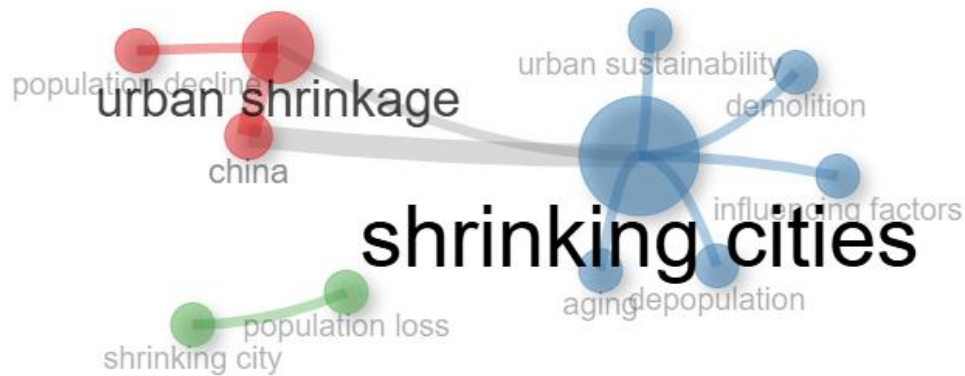 urban sustainability
population decline
urban shrinkage
demolition
china
influencing factors
shrinking cities
aging
depopulation
population loss
shrinking city